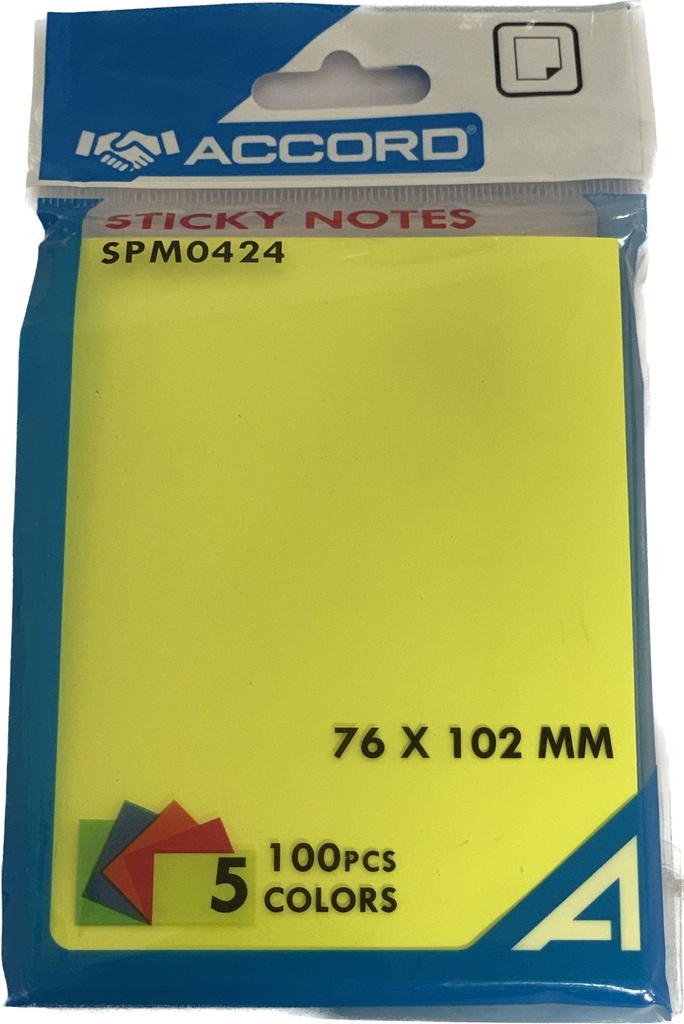 ACCORD®
STICKY NOTES
SPM0424
76 X 102 MM
5 100PCS
COLORS
A